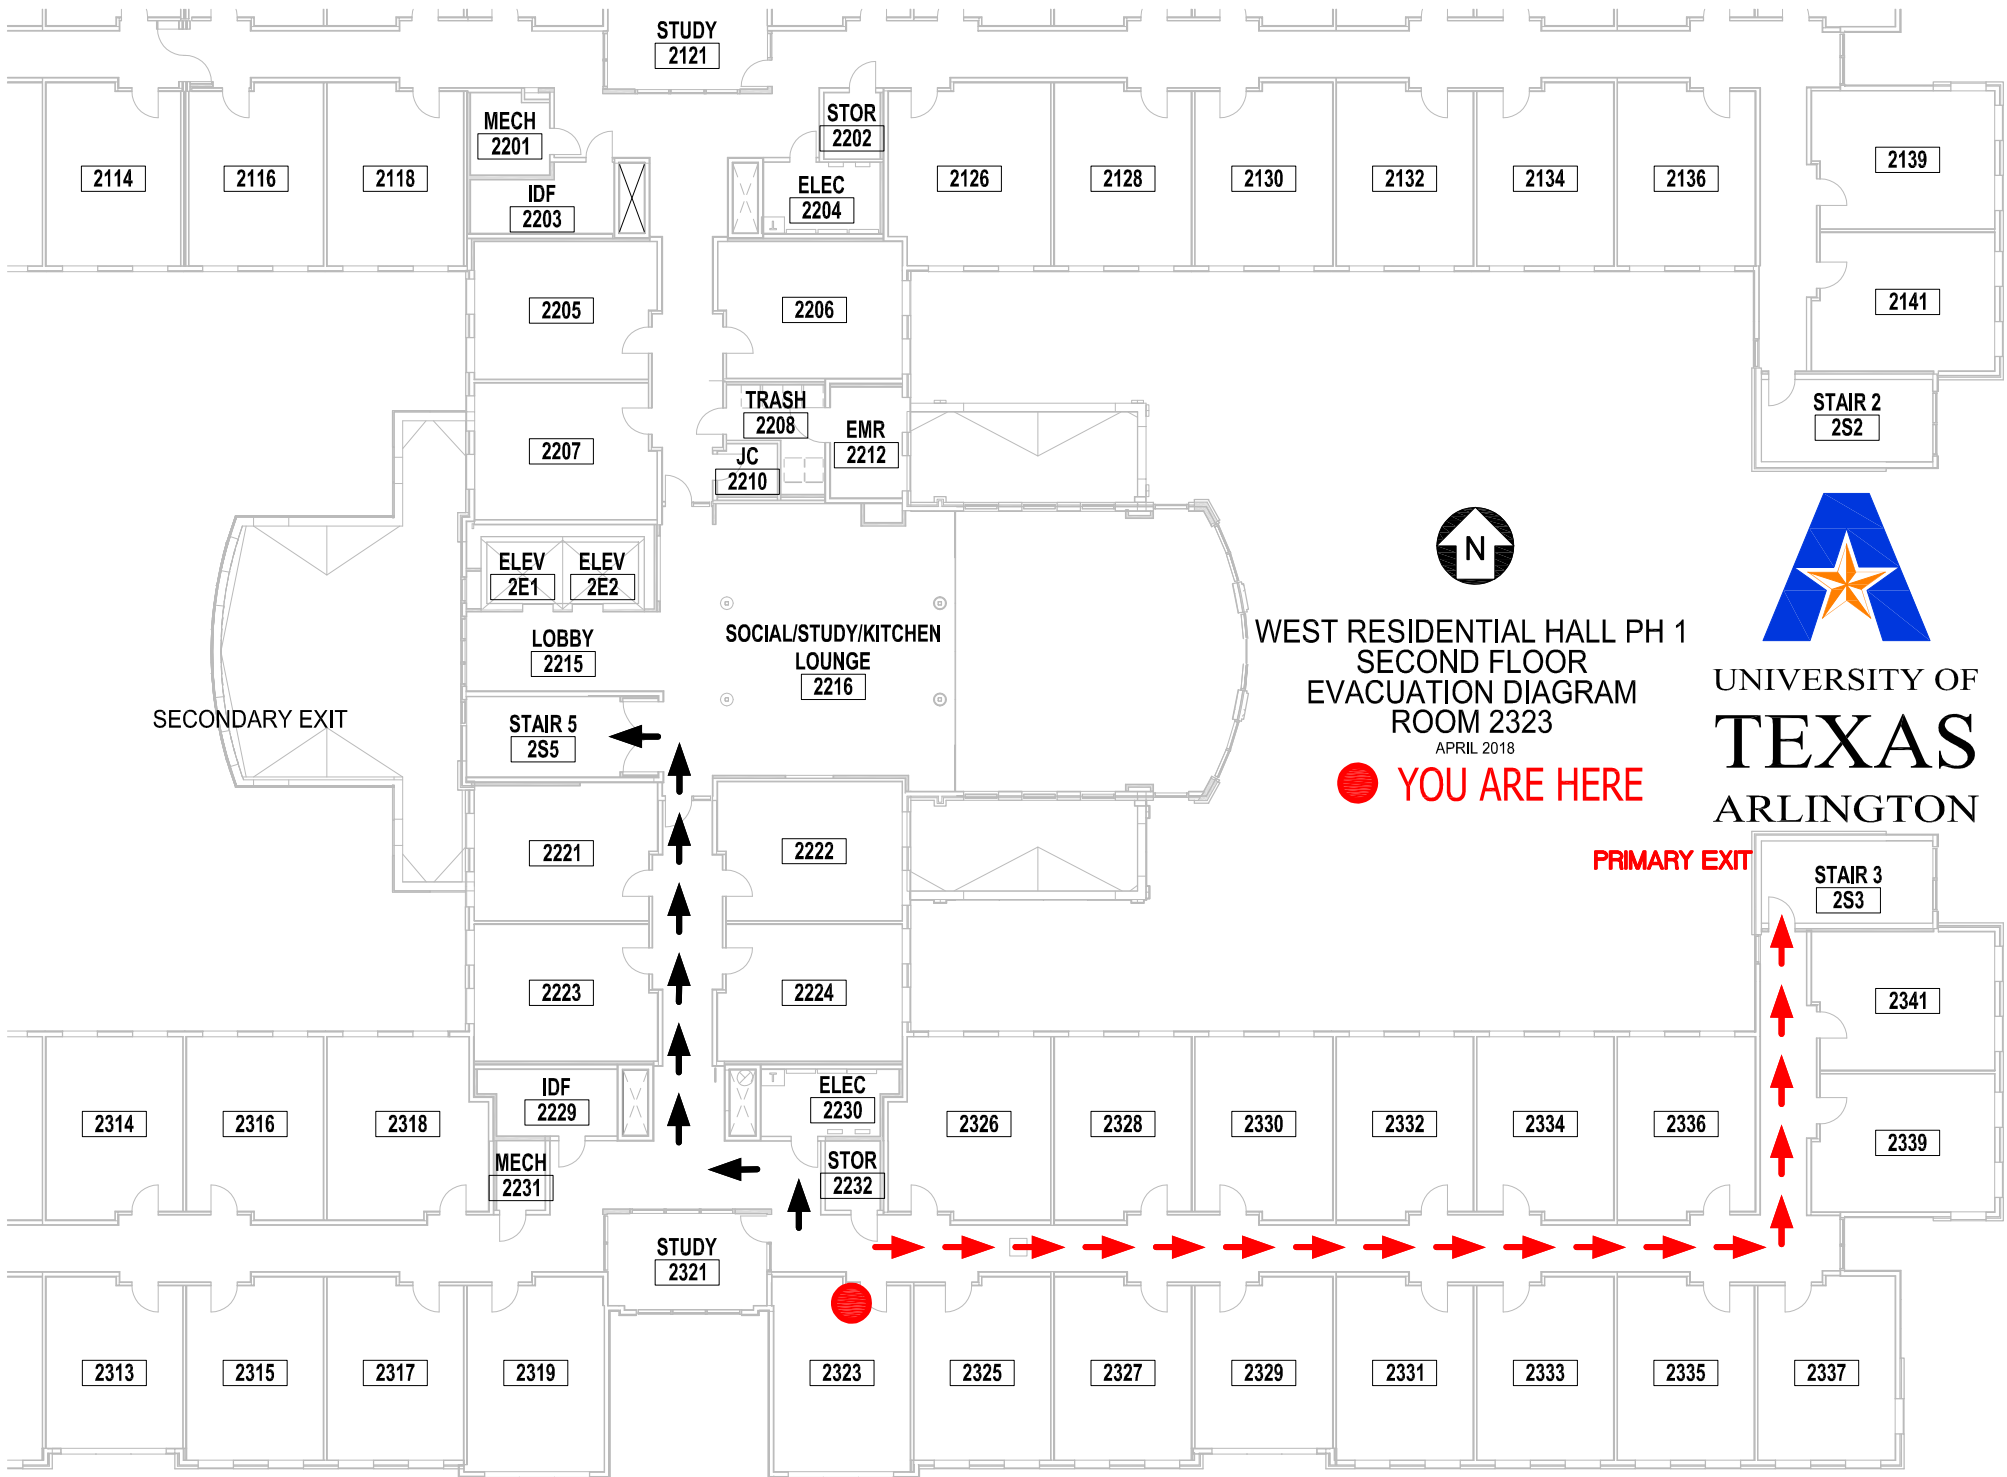 STUDY
2121
MECH
2201
STOR
2202
2114
2116
2118
IDF
2203
ELEC
2204
T
2126
2128
2130
2132
2134
2136
2139
2205
2206
2141
TRASH
2208
EMR
2212
JC
2210
2207
STAIR 2
2S2
ELEV
2E1
ELEV
2E2
N
LOBBY
2215
SOCIAL/STUDY/KITCHEN
LOUNGE
2216
WEST RESIDENTIAL HALL PH 1
SECOND FLOOR
EVACUATION DIAGRAM
ROOM 2323
APRIL 2018
YOU ARE HERE
UNIVERSITY OF
TEXAS
ARLINGTON
SECONDARY EXIT
STAIR 5
2S5
2221
2222
PRIMARY EXIT
STAIR 3
2S3
2223
2224
2341
IDF
2229
T
ELEC
2230
2314
2316
2318
MECH
2231
STOR
2232
2326
2328
2330
2332
2334
2336
2339
STUDY
2321
2313
2315
2317
2319
2323
2325
2327
2329
2331
2333
2335
2337